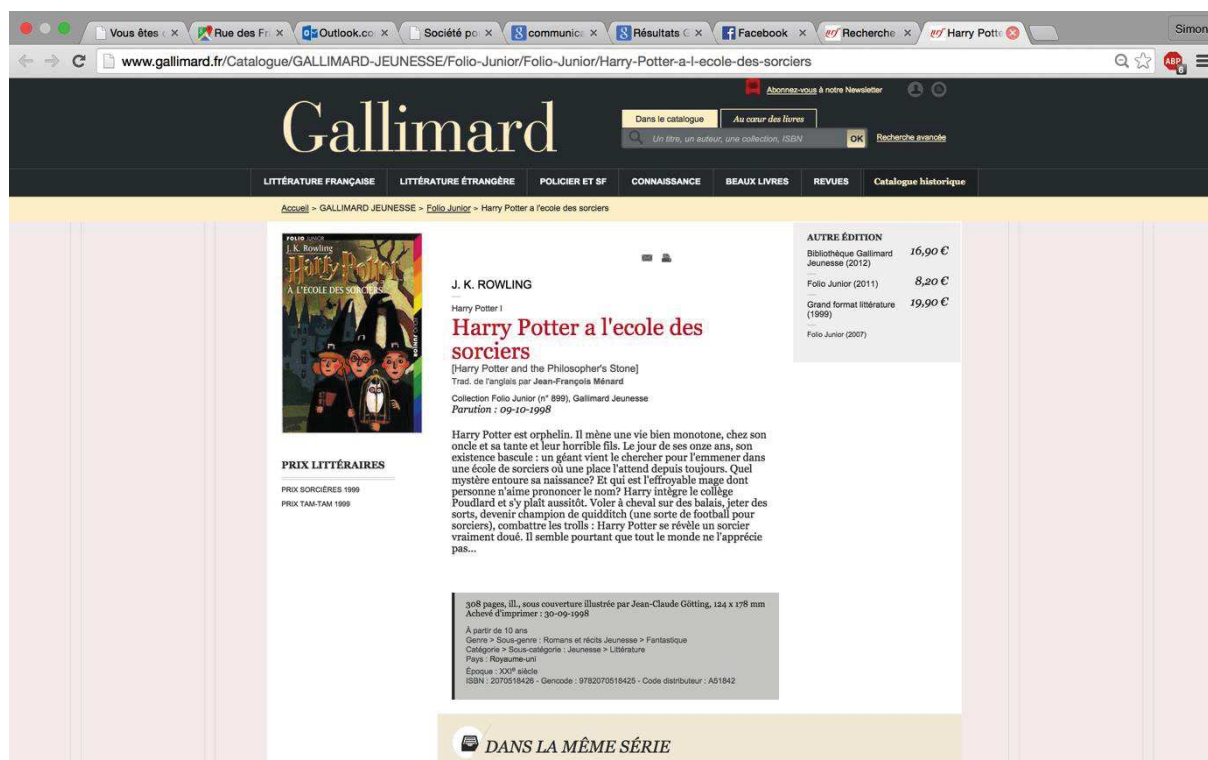 Vous êtes
Rue des Fr
Outlook.co
Société po
communica
Résultats
Facebook
Recherche
Harry Potte
Simon
www.gallimard.fr/Catalogue/GALLIMARD-JEUNESSE/Folio-Junior/Folio-Junior/Harry-Potter-a-l-ecole-des-sorciers
ABP
6
Abonnez-vous à notre Newsletter
Gallimard
Dans le catalogue
Au cœur des livres
Un titre, un auteur, une collection, ISBN
OK
Recherche avancée
LITTÉRATURE FRANÇAISE LITTÉRATURE ÉTRANGÈRE POLICIER ET SF CONNAISSANCE BEAUX LIVRES REVUES Catalogue historique
Accueil > GALLIMARD JEUNESSE > Folio Junior > Harry Potter a l'ecole des sorciers
FOLIO JUNIOR
J. K. Rowling
Harry Potter
À L'ÉCOLE DES SORCIERS
FOLIO JUNIOR
PRIX LITTÉRAIRES
PRIX SORCIÈRES 1999
PRIX TAM-TAM 1999
J. K. ROWLING
Harry Potter I
Harry Potter a l'ecole des
sorciers
[Harry Potter and the Philosopher's Stone]
Trad. de l'anglais par Jean-François Ménard
Collection Folio Junior (n° 899), Gallimard Jeunesse
Parution : 09-10-1998
Harry Potter est orphelin. Il mène une vie bien monotone, chez son
oncle et sa tante et leur horrible fils. Le jour de ses onze ans, son
existence bascule : un géant vient le chercher pour l'emmener dans
une école de sorciers où une place l'attend depuis toujours. Quel
mystère entoure sa naissance? Et qui est l'effroyable mage dont
personne n'aime prononcer le nom? Harry intègre le collège
Poudlard et s'y plaît aussitôt. Voler à cheval sur des balais, jeter des
sorts, devenir champion de quidditch (une sorte de football pour
sorciers), combattre les trolls : Harry Potter se révèle un sorcier
vraiment doué. Il semble pourtant que tout le monde ne l'apprécie
pas...
308 pages, ill., sous couverture illustrée par Jean-Claude Götting, 124 x 178 mm
Achevé d'imprimer : 30-09-1998
À partir de 10 ans
Genre > Sous-genre : Romans et récits Jeunesse > Fantastique
Catégorie > Sous-catégorie : Jeunesse > Littérature
Pays : Royaume-uni
Époque : XXIe siècle
ISBN : 2070518426 - Gencode : 9782070518425 - Code distributeur : A51842
AUTRE ÉDITION
Bibliothèque Gallimard 16,90 €
Jeunesse (2012)
Folio Junior (2011) 8,20 €
Grand format littérature 19,90 €
(1999)
Folio Junior (2007)
DANS LA MÊME SÉRIE